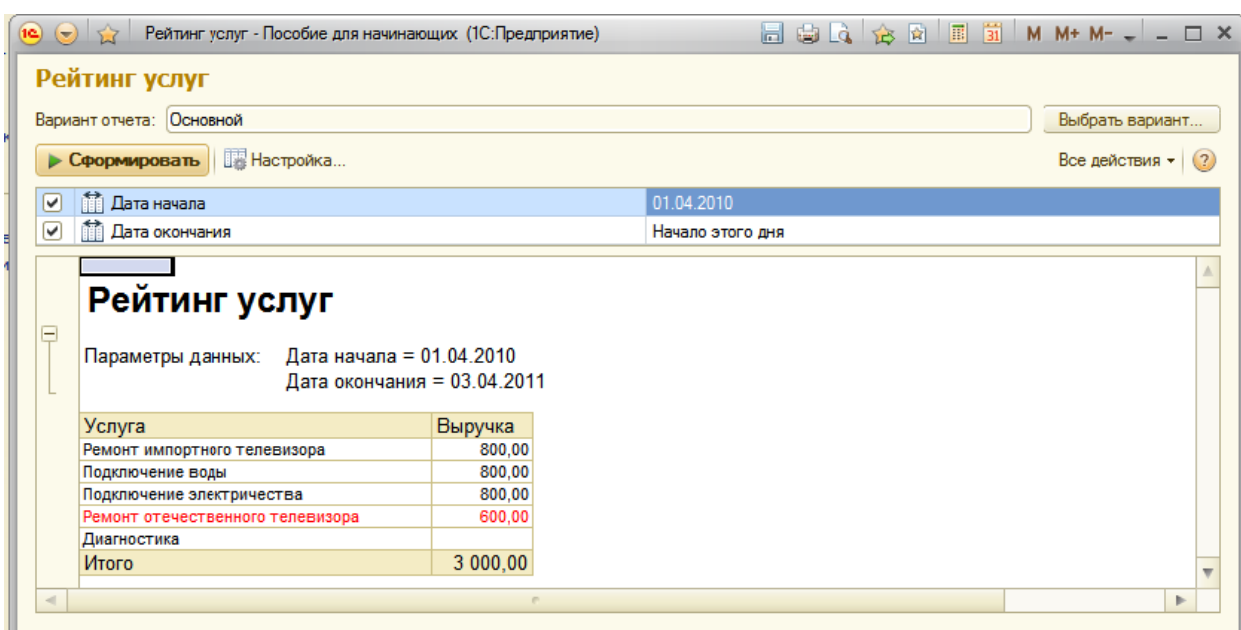 Рейтинг услуг - Пособие для начинающих (1С:Предприятие)
31 M M+ M-
Рейтинг услуг
Вариант отчета: Основной Выбрать вариант...
Сформировать Настройка... Все действия ?
Дата начала 01.04.2010
Дата окончания Начало этого дня
Рейтинг услуг
Параметры данных: Дата начала = 01.04.2010
Дата окончания = 03.04.2011
Услуга Выручка
Ремонт импортного телевизора 800,00
Подключение воды 800,00
Подключение электричества 800,00
Ремонт отечественного телевизора 600,00
Диагностика
Итого 3 000,00